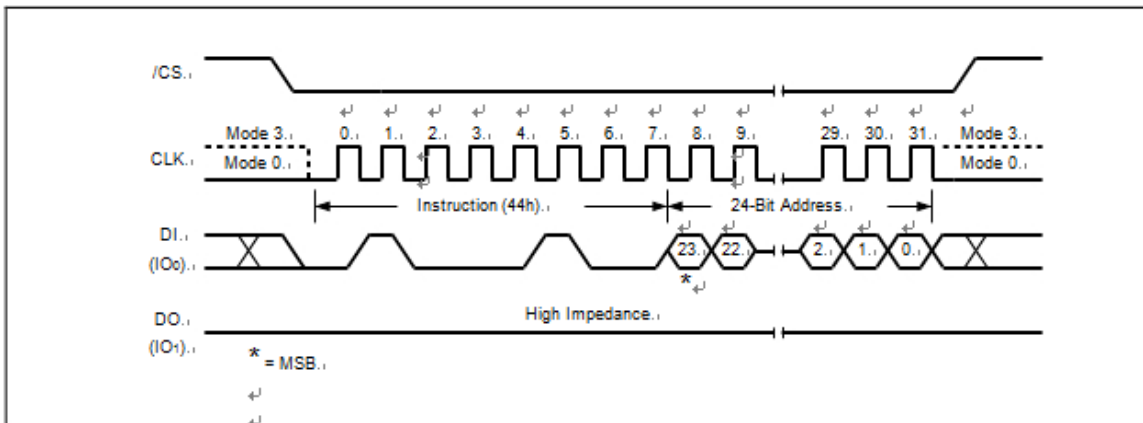 /CS.
Mode 3. 0. 1. 2. 3. 4. 5. 6. 7. 8. 9. 29. 30. 31. Mode 3.
CLK. Mode 0. Mode 0.
Instruction (44h). 24-Bit Address.
DI.
(IO₀). 23. 22. 2. 1. 0.
*
High Impedance.
DO.
(IO₁).
* = MSB.